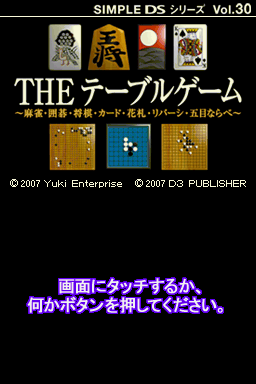 SIMPLE DS シリーズ Vol.30
THE テーブルゲーム
～麻雀・囲碁・将棋・カード・花札・リバーシ・五目ならべ～
© 2007 Yuki Enterprise © 2007 D3 PUBLISHER
画面にタッチするか、
何かボタンを押してください。